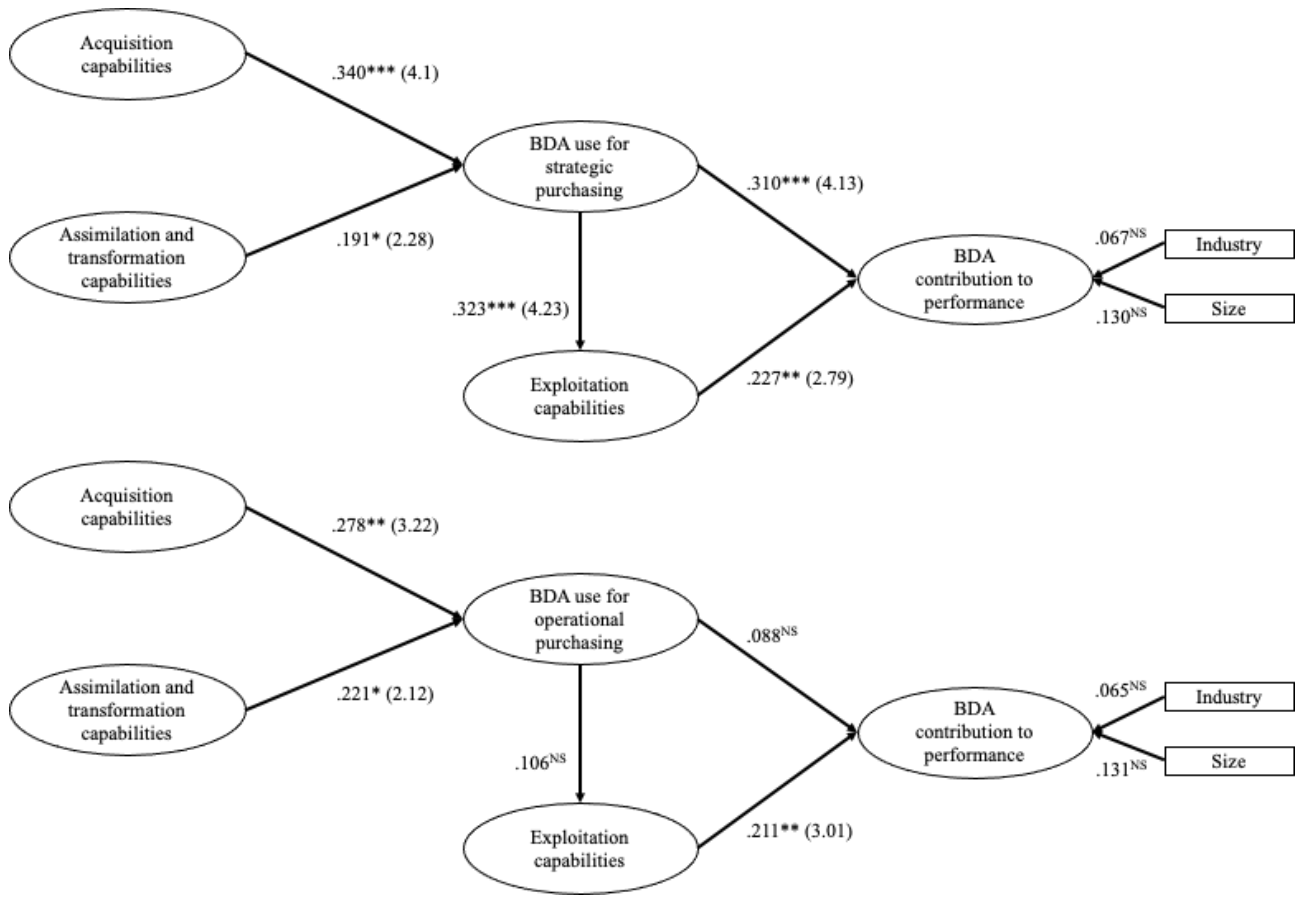 Acquisition
capabilities
.340*** (4.1)
BDA use for
strategic
purchasing
.310*** (4.13)
Assimilation and
transformation
capabilities
.191* (2.28)
.067NS
Industry
BDA
contribution to
performance
.323*** (4.23)
.130NS
Size
Exploitation
capabilities
.227** (2.79)
Acquisition
capabilities
.278** (3.22)
BDA use for
operational
purchasing
.088NS
Assimilation and
transformation
capabilities
.221* (2.12)
.065NS
Industry
BDA
contribution to
performance
.106NS
.131NS
Size
Exploitation
capabilities
.211** (3.01)